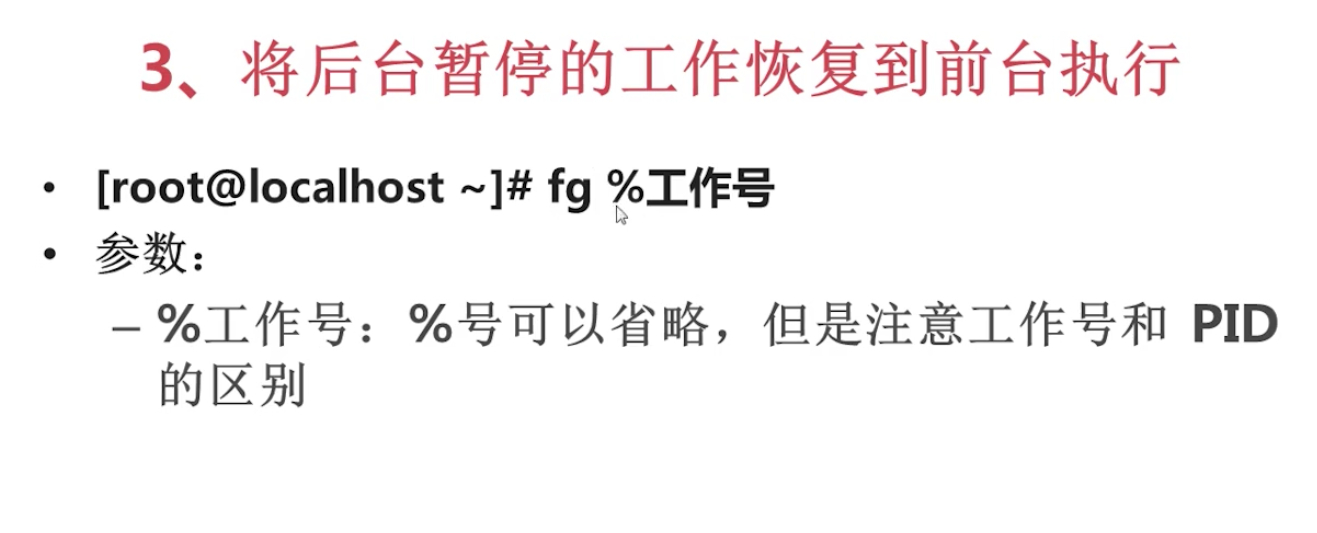 3、将后台暂停的工作恢复到前台执行
• [root@localhost ~]# fg %工作号
• 参数：
– %工作号：%号可以省略，但是注意工作号和 PID
的区别